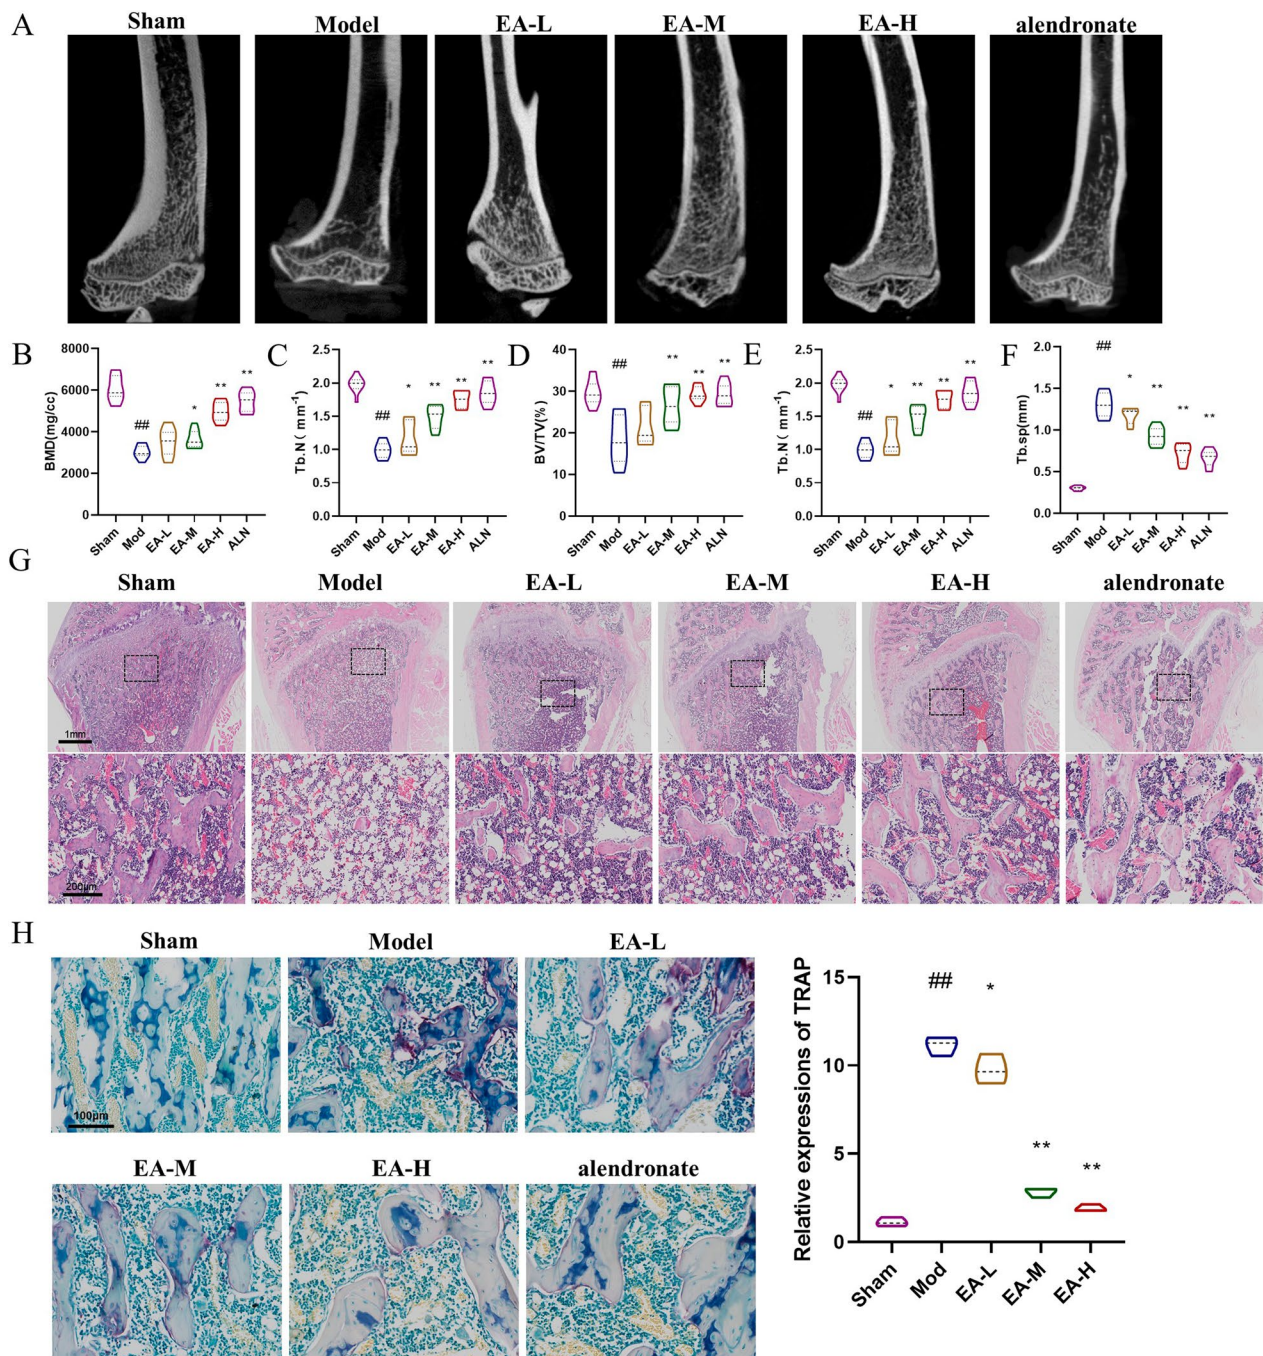 A
Sham Model EA-L EA-M EA-H alendronate
B
8000
6000
4000
2000
0
BMD(mg/cc)
##
*
**
**
Sham Mod EA-L EA-M EA-H ALN
C
2.5
2.0
1.5
1.0
0.5
0.0
Tb.N ( mm-1)
##
*
**
**
**
Sham Mod EA-L EA-M EA-H ALN
D
40
30
20
10
0
BV/TV(%)
##
**
**
**
Sham Mod EA-L EA-M EA-H ALN
E
2.5
2.0
1.5
1.0
0.5
0.0
Tb.N ( mm-1)
##
*
**
**
**
Sham Mod EA-L EA-M EA-H ALN
F
2.0
1.5
1.0
0.5
0.0
Tb.sp(mm)
##
*
**
**
**
Sham Mod EA-L EA-M EA-H ALN
G
Sham Model EA-L EA-M EA-H alendronate
1mm
200μm
H
Sham Model EA-L
100μm
EA-M EA-H alendronate
15
10
5
0
Relative expressions of TRAP
##
*
**
**
Sham Mod EA-L EA-M EA-H